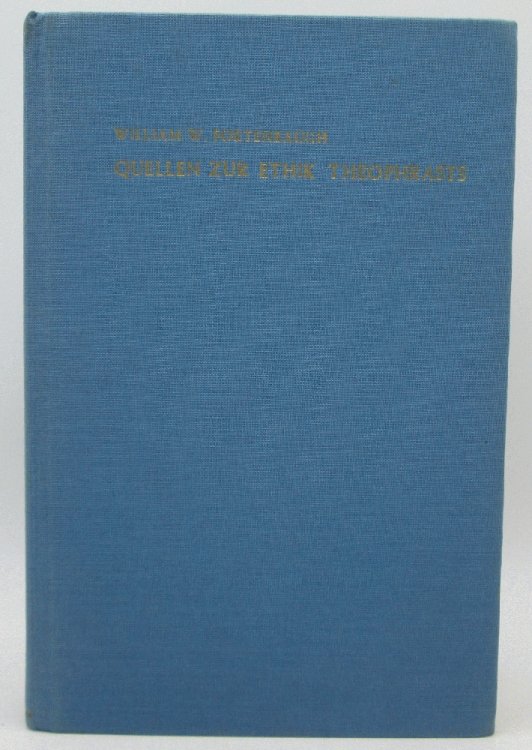 WILLIAM W. FORTENBAUGH
QUELLEN ZUR ETHIK THEOPHRASTS